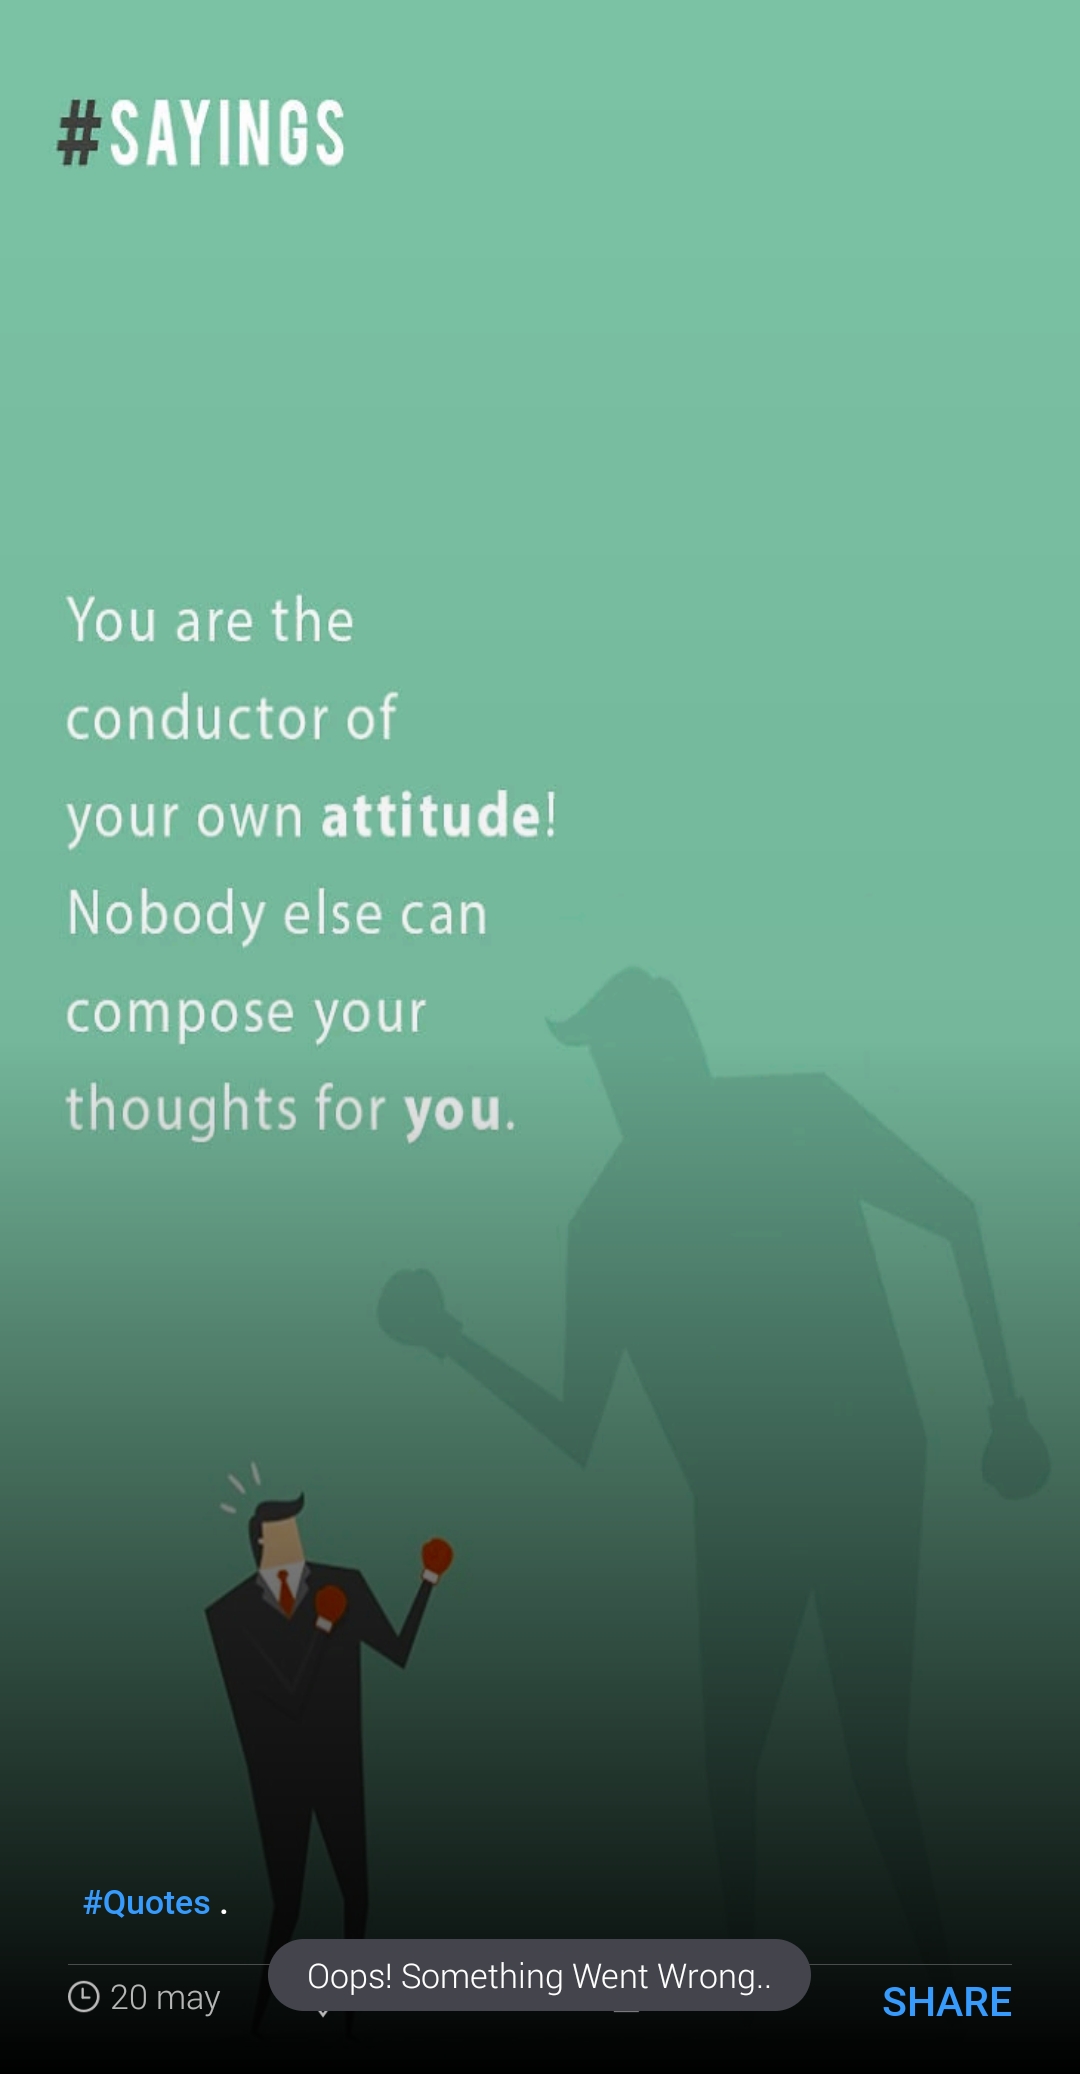 #SAYINGS
You are the
conductor of
your own attitude!
Nobody else can
compose your
thoughts for you.
#Quotes .
Oops! Something Went Wrong..
20 may
SHARE